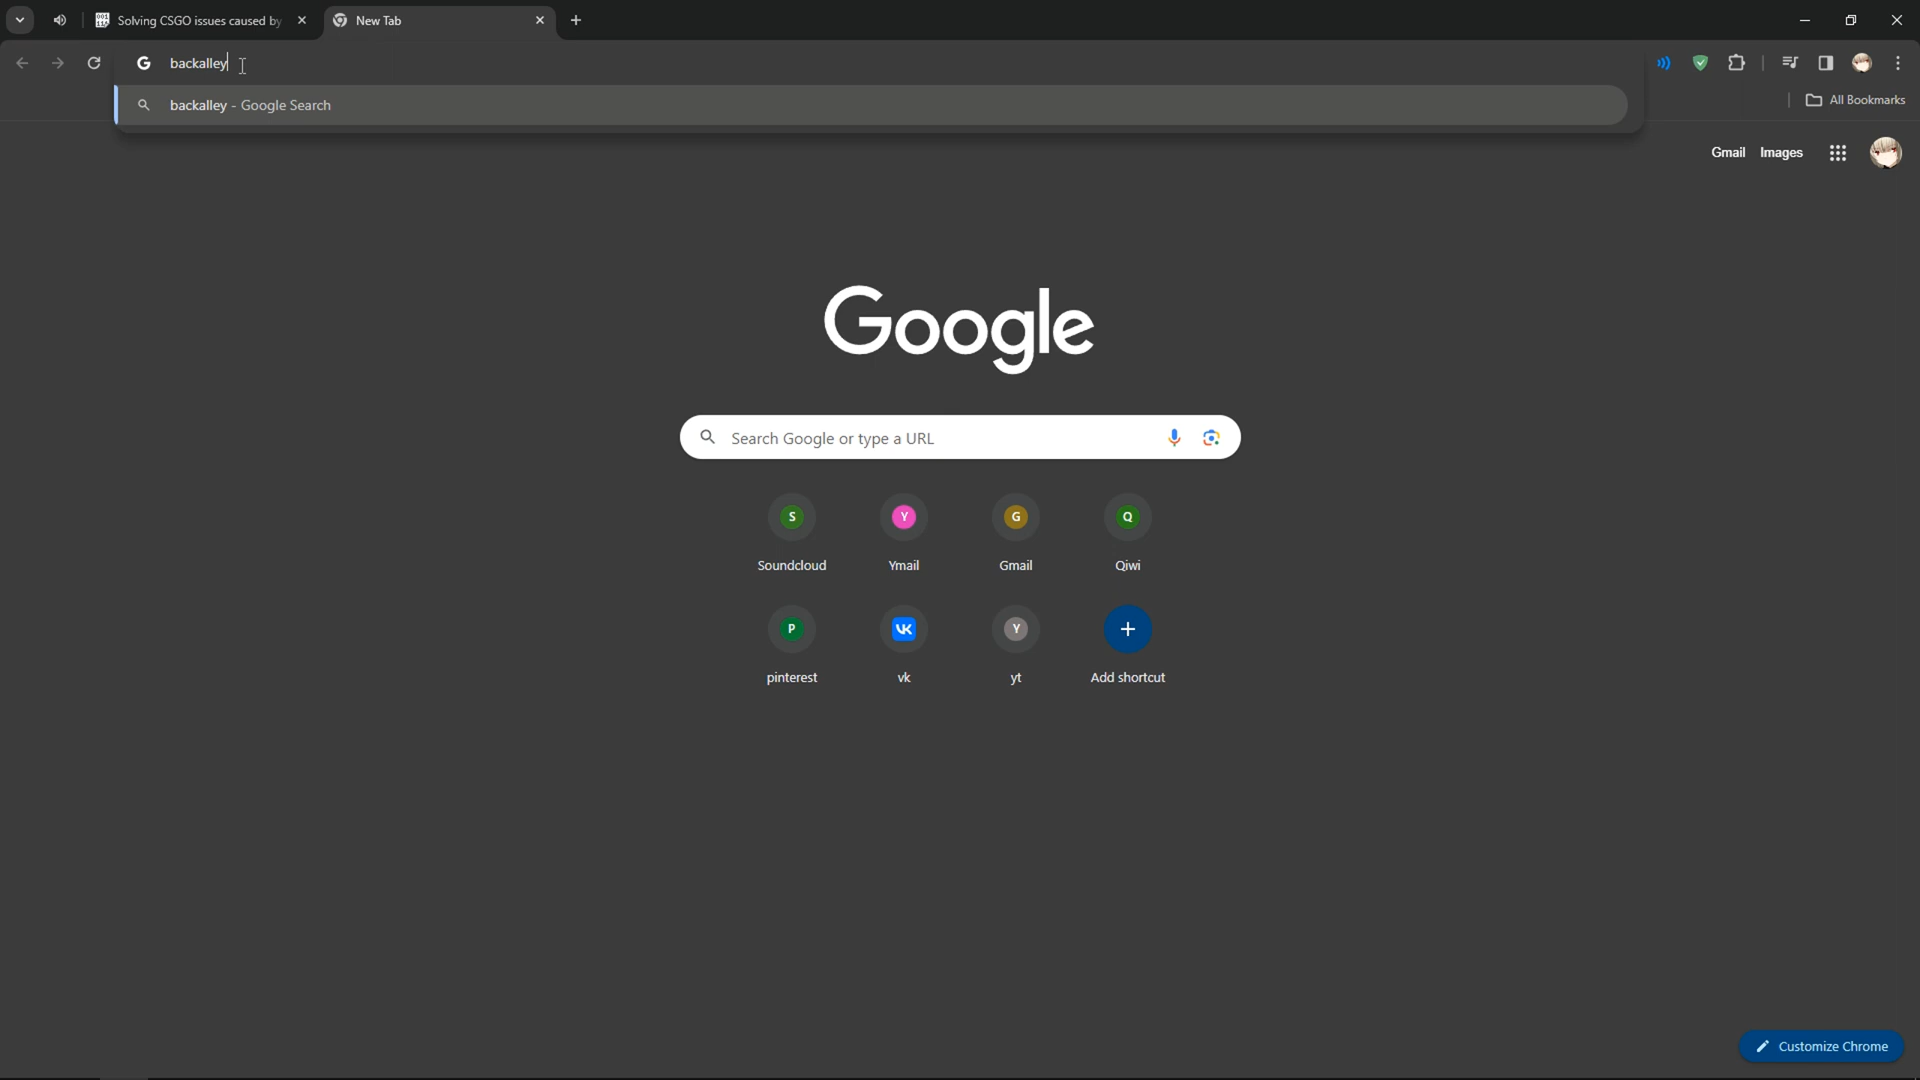 Solving CSGO issues caused by
New Tab
backalley
backalley - Google Search
All Bookmarks
Gmail Images
Google
Search Google or type a URL
S Y G Q
Soundcloud Ymail Gmail Qiwi
P VK Y
pinterest vk yt Add shortcut
Customize Chrome